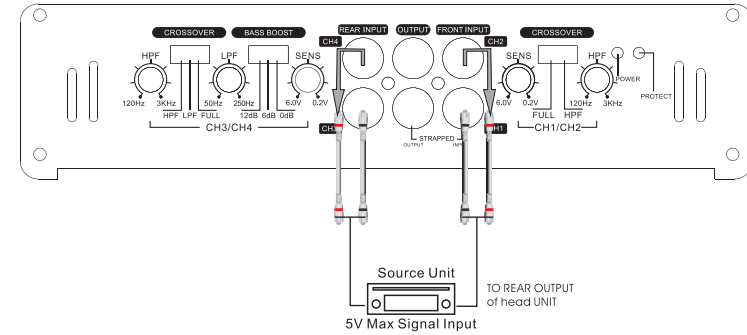 CROSSOVER BASS BOOST REAR INPUT OUTPUT FRONT INPUT CROSSOVER
CH4 CH2
HPF LPF SENS SENS HPF
POWER
PROTECT
120Hz 3KHz 50Hz 250Hz 6.0V 0.2V 6.0V 0.2V 120Hz 3KHz
HPF LPF FULL 12dB 6dB 0dB FULL HPF
CH3/CH4 CH1 CH1/CH2
STRAPPED
OUTPUT
Source Unit
TO REAR OUTPUT
of head UNIT
5V Max Signal Input